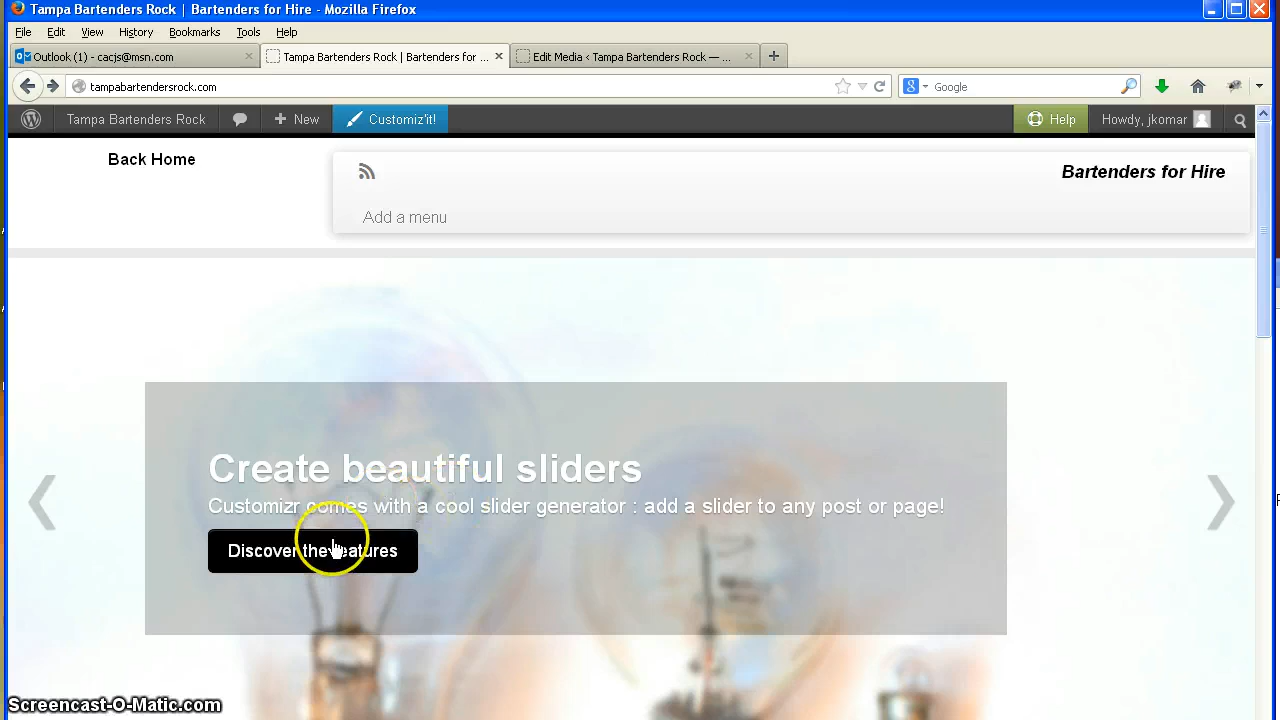 Tampa Bartenders Rock | Bartenders for Hire - Mozilla Firefox
File Edit View History Bookmarks Tools Help
Outlook (1) - cacjs@msn.com
Tampa Bartenders Rock | Bartenders for ...
Edit Media ‹ Tampa Bartenders Rock — ...
tampabartendersrock.com
Google
Tampa Bartenders Rock
New
Customiz'it!
Help
Howdy, jkomar
Back Home
Bartenders for Hire
Add a menu
Create beautiful sliders
Customizr comes with a cool slider generator : add a slider to any post or page!
Discover the features
Screencast-O-Matic.com